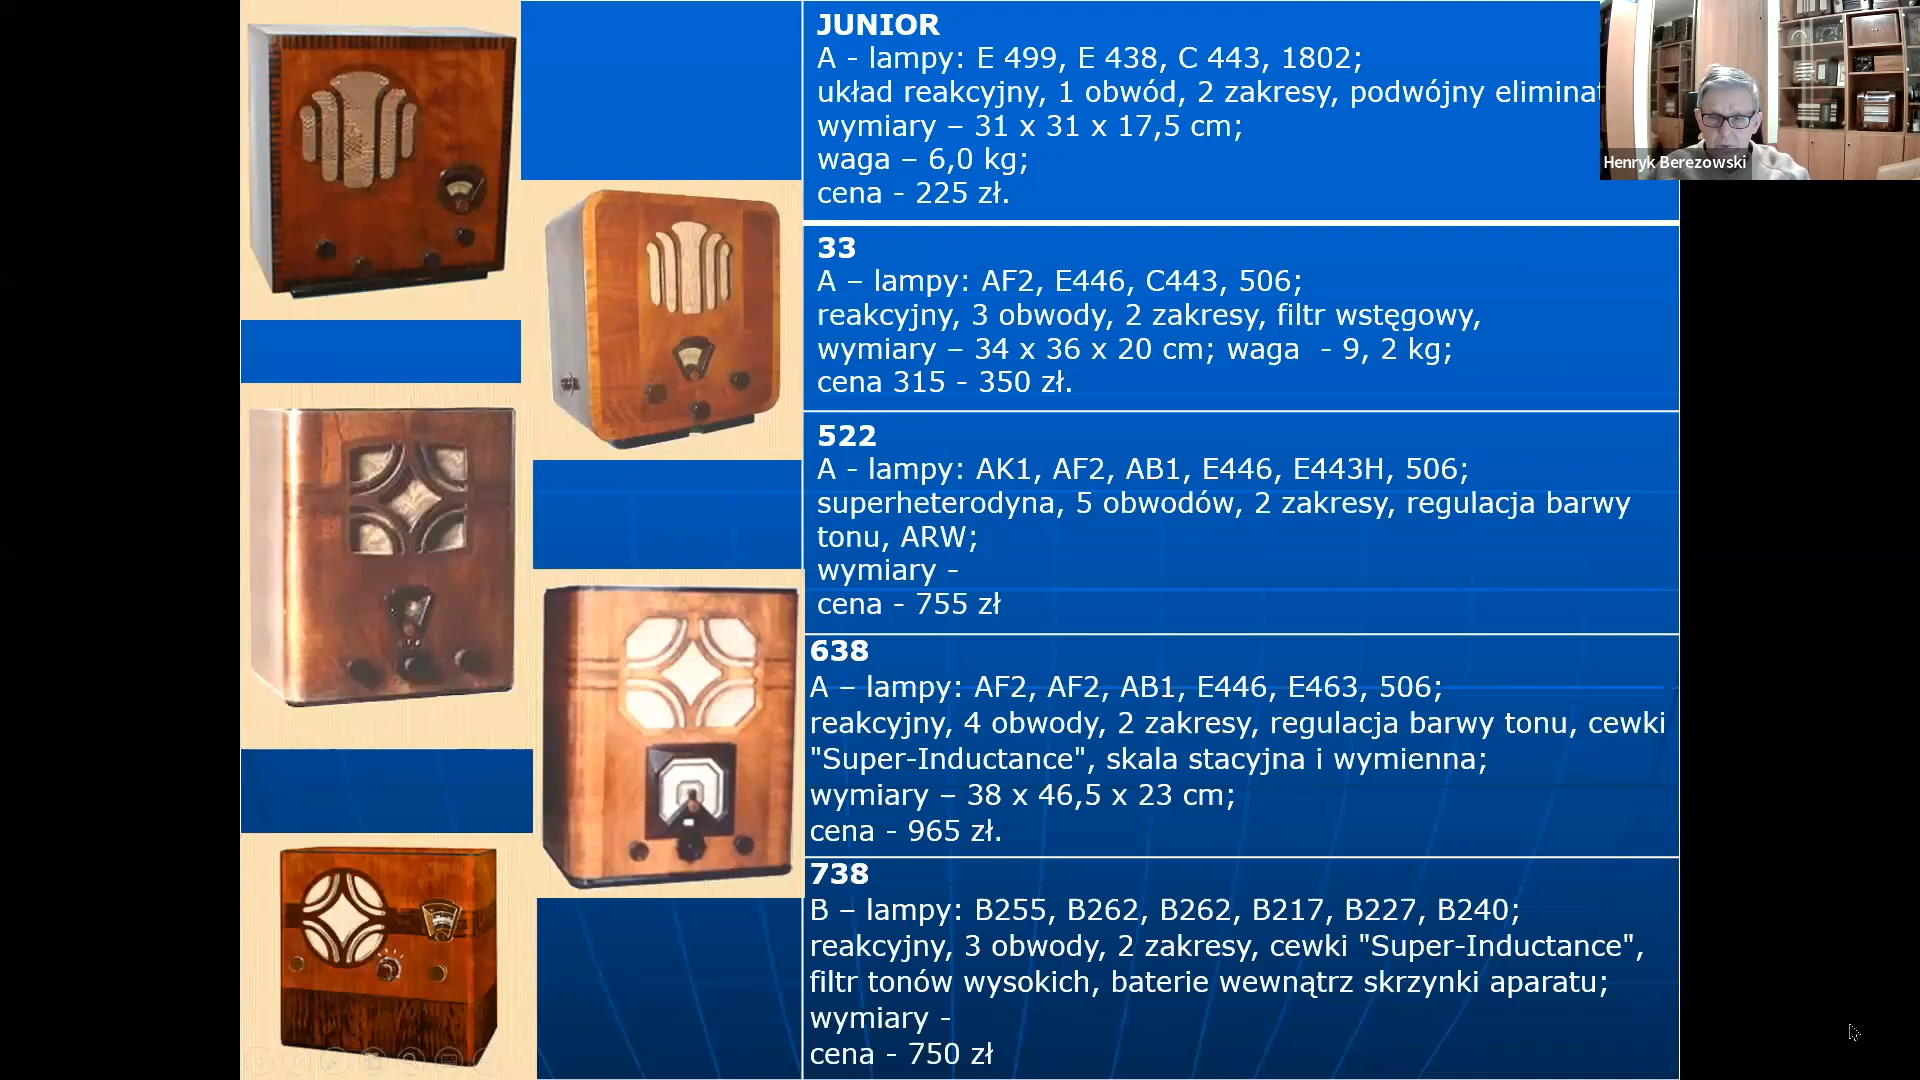 JUNIOR
A - lampy: E 499, E 438, C 443, 1802;
układ reakcyjny, 1 obwód, 2 zakresy, podwójny
wymiary – 31 x 31 x 17,5 cm;
waga – 6,0 kg;
cena - 225 zł.
Henryk Berezowski
33
A – lampy: AF2, E446, C443, 506;
reakcyjny, 3 obwody, 2 zakresy, filtr wstęgowy,
wymiary – 34 x 36 x 20 cm; waga - 9, 2 kg;
cena 315 - 350 zł.
522
A - lampy: AK1, AF2, AB1, E446, E443H, 506;
superheterodyna, 5 obwodów, 2 zakresy, regulacja barwy
tonu, ARW;
wymiary -
cena - 755 zł
638
A – lampy: AF2, AF2, AB1, E446, E463, 506;
reakcyjny, 4 obwody, 2 zakresy, regulacja barwy tonu, cewki
"Super-Inductance", skala stacyjna i wymienna;
wymiary – 38 x 46,5 x 23 cm;
cena - 965 zł.
738
B – lampy: B255, B262, B262, B217, B227, B240;
reakcyjny, 3 obwody, 2 zakresy, cewki "Super-Inductance",
filtr tonów wysokich, baterie wewnątrz skrzynki aparatu;
wymiary -
cena - 750 zł